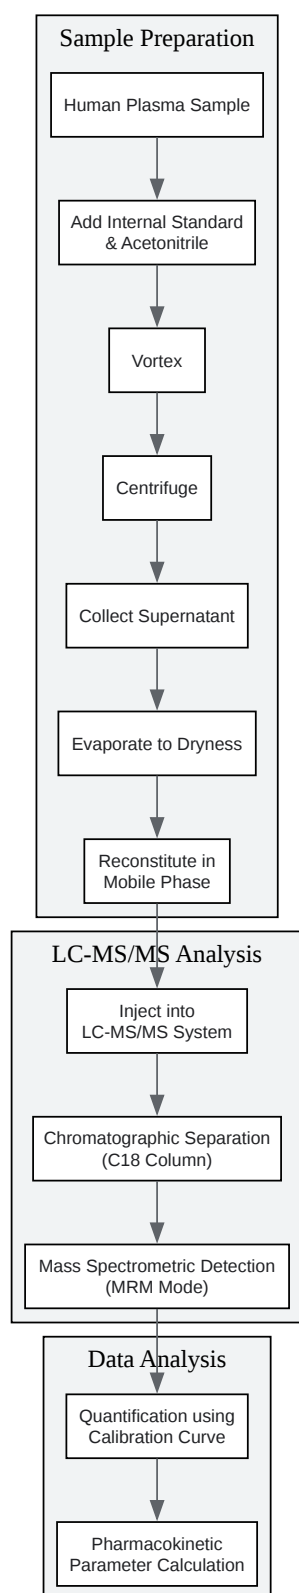 Sample Preparation
Human Plasma Sample
Add Internal Standard
& Acetonitrile
Vortex
Centrifuge
Collect Supernatant
Evaporate to Dryness
Reconstitute in
Mobile Phase
LC-MS/MS Analysis
Inject into
LC-MS/MS System
Chromatographic Separation
(C18 Column)
Mass Spectrometric Detection
(MRM Mode)
Data Analysis
Quantification using
Calibration Curve
Pharmacokinetic
Parameter Calculation